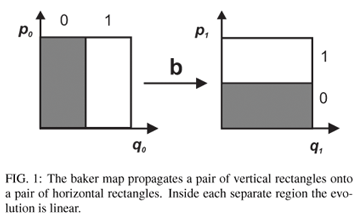 p₀ 0 1
b
p₁
1
0
q₀ q₁
FIG. 1: The baker map propagates a pair of vertical rectangles onto
a pair of horizontal rectangles. Inside each separate region the evo-
lution is linear.